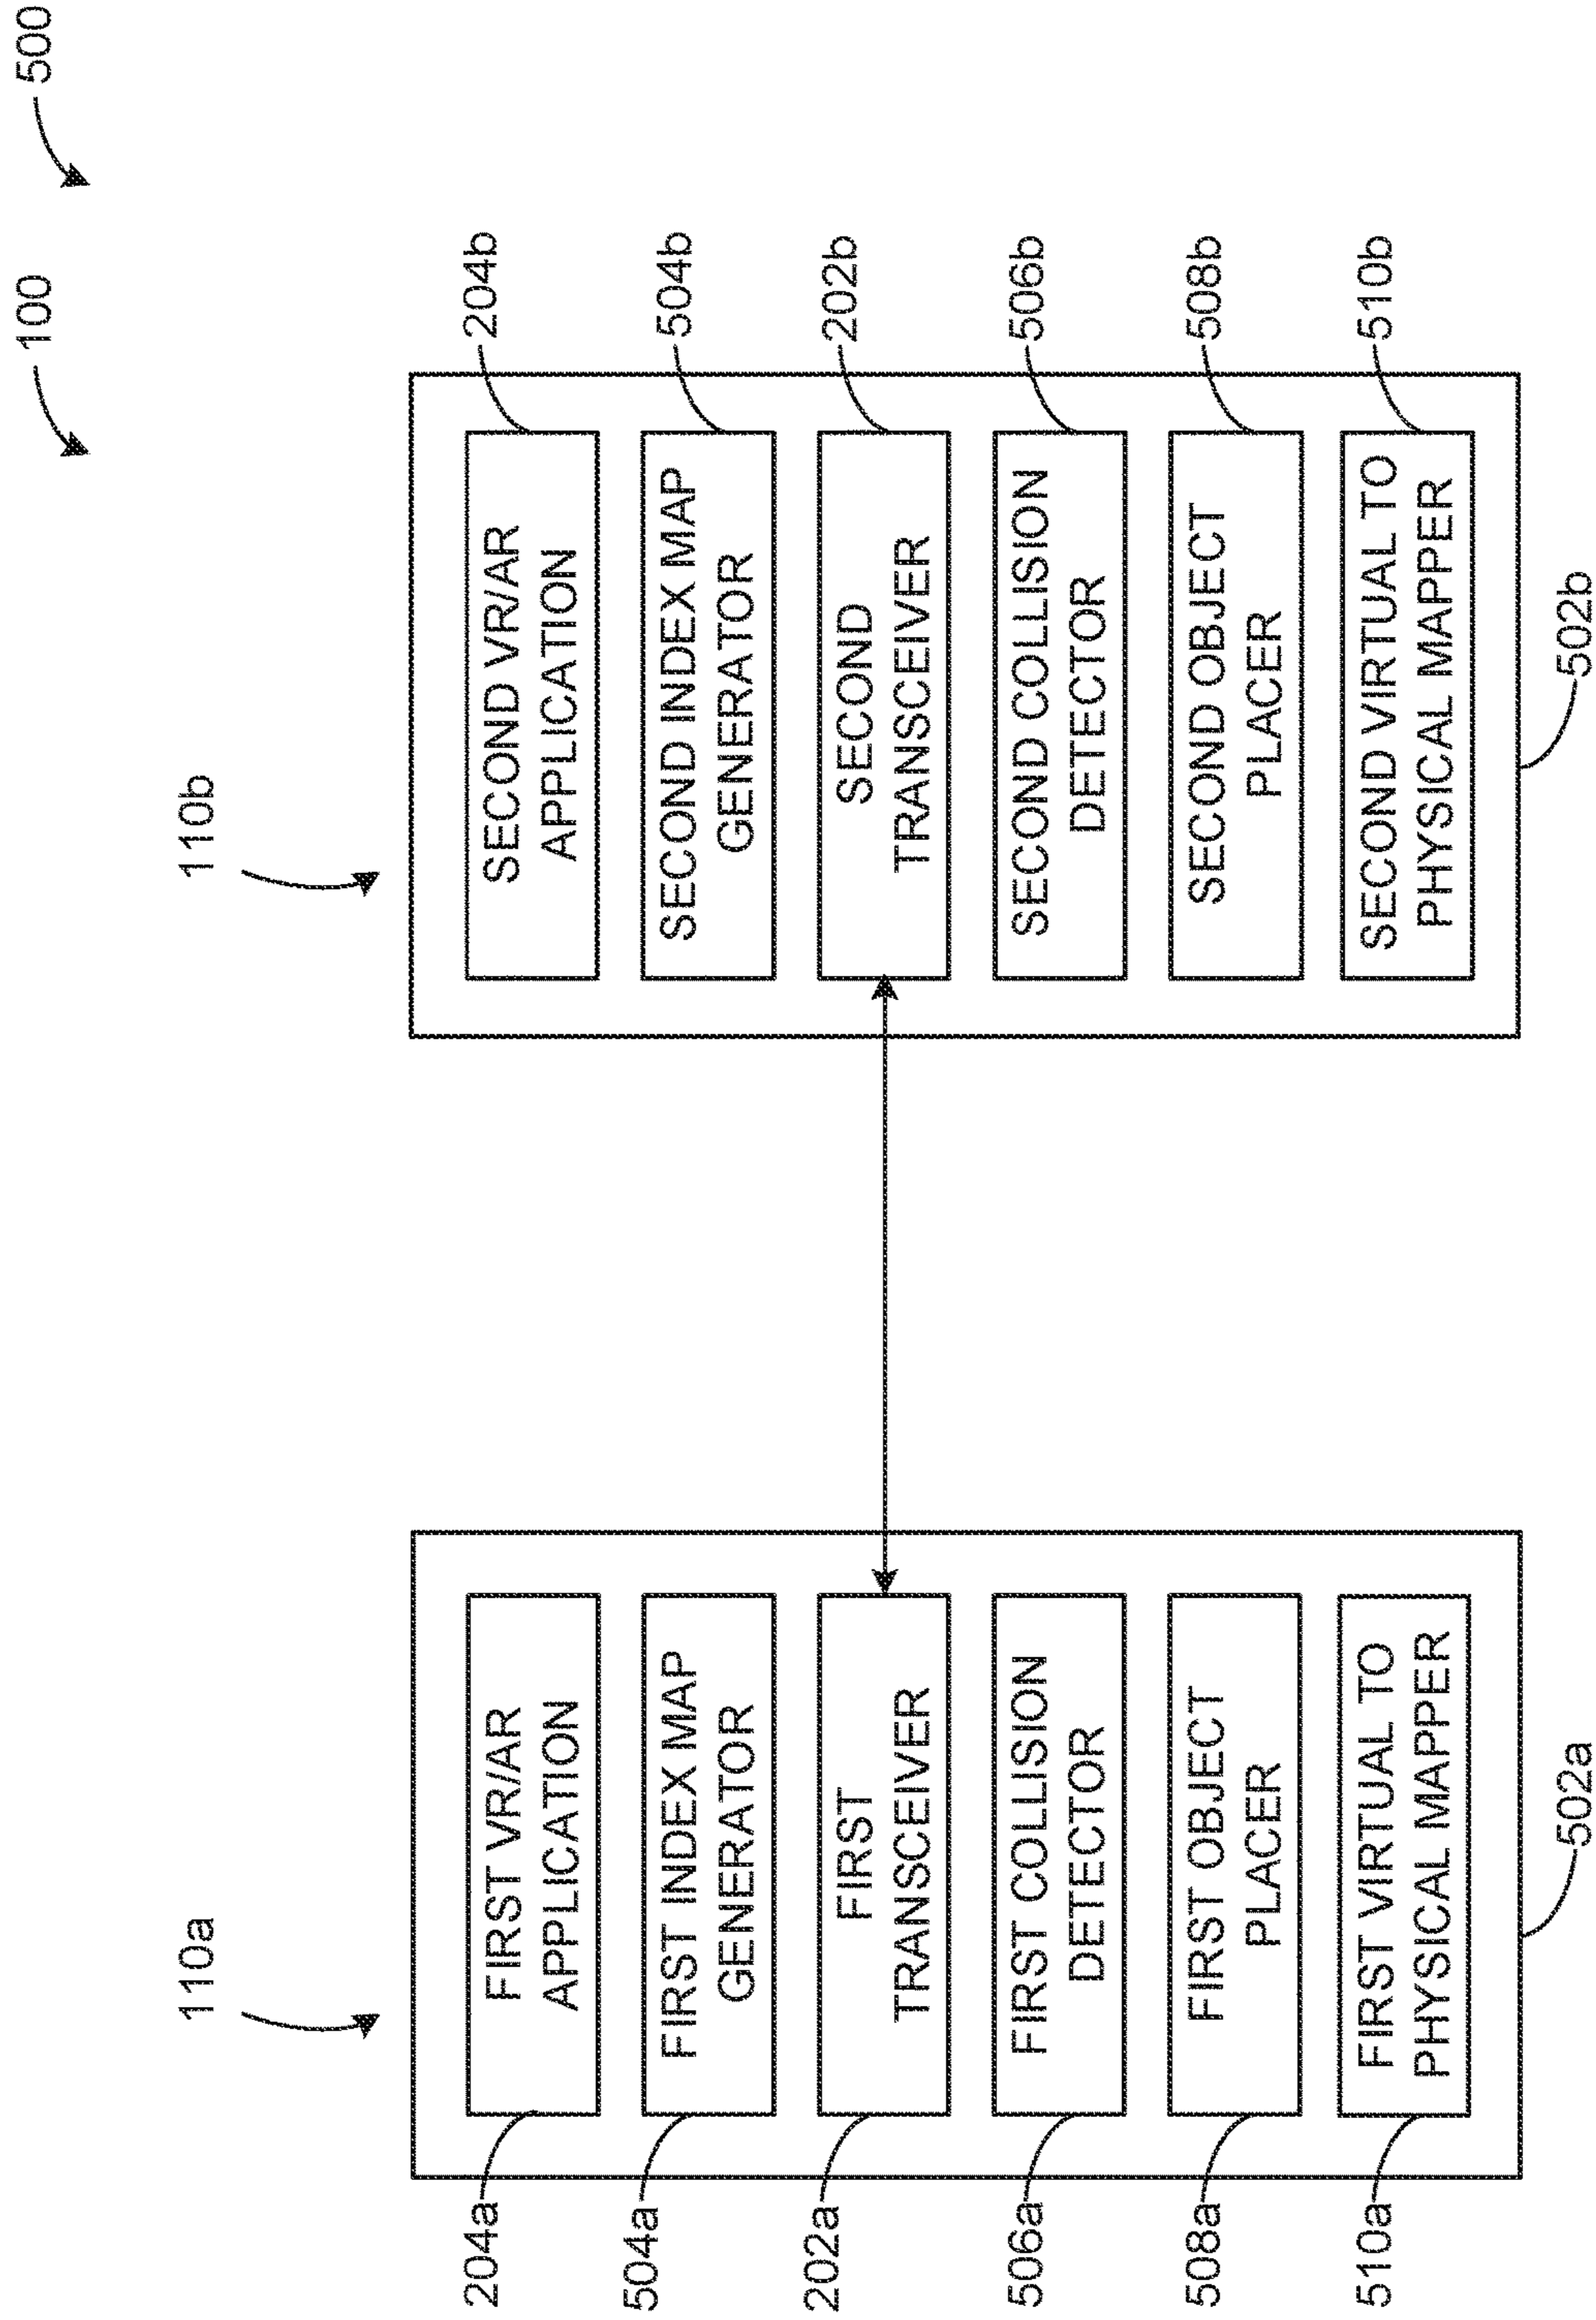 500
100
110a
110b
204a
FIRST VR/AR
APPLICATION
SECOND VR/AR
APPLICATION
204b
504a
FIRST INDEX MAP
GENERATOR
SECOND INDEX MAP
GENERATOR
504b
202a
FIRST
TRANSCEIVER
SECOND
TRANSCEIVER
202b
506a
FIRST COLLISION
DETECTOR
SECOND COLLISION
DETECTOR
506b
508a
FIRST OBJECT
PLACER
SECOND OBJECT
PLACER
508b
510a
FIRST VIRTUAL TO
PHYSICAL MAPPER
SECOND VIRTUAL TO
PHYSICAL MAPPER
510b
502a
502b